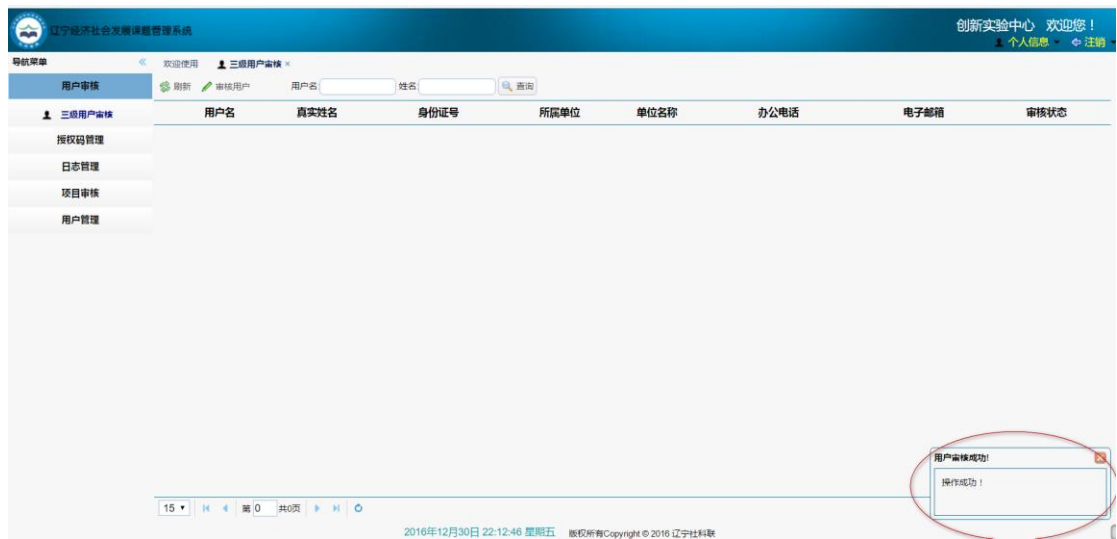 辽宁经济社会发展课题管理系统
创新实验中心 欢迎您！
个人信息 注销
导航菜单
欢迎使用 三级用户审核
用户审核
刷新 审核用户 用户名 姓名 查询
三级用户审核
用户名 真实姓名 身份证号 所属单位 单位名称 办公电话 电子邮箱 审核状态
授权码管理
日志管理
项目审核
用户管理
用户审核成功!
操作成功！
15 第 0 共0页
2016年12月30日 22:12:46 星期五 版权所有Copyright © 2016 辽宁社科联